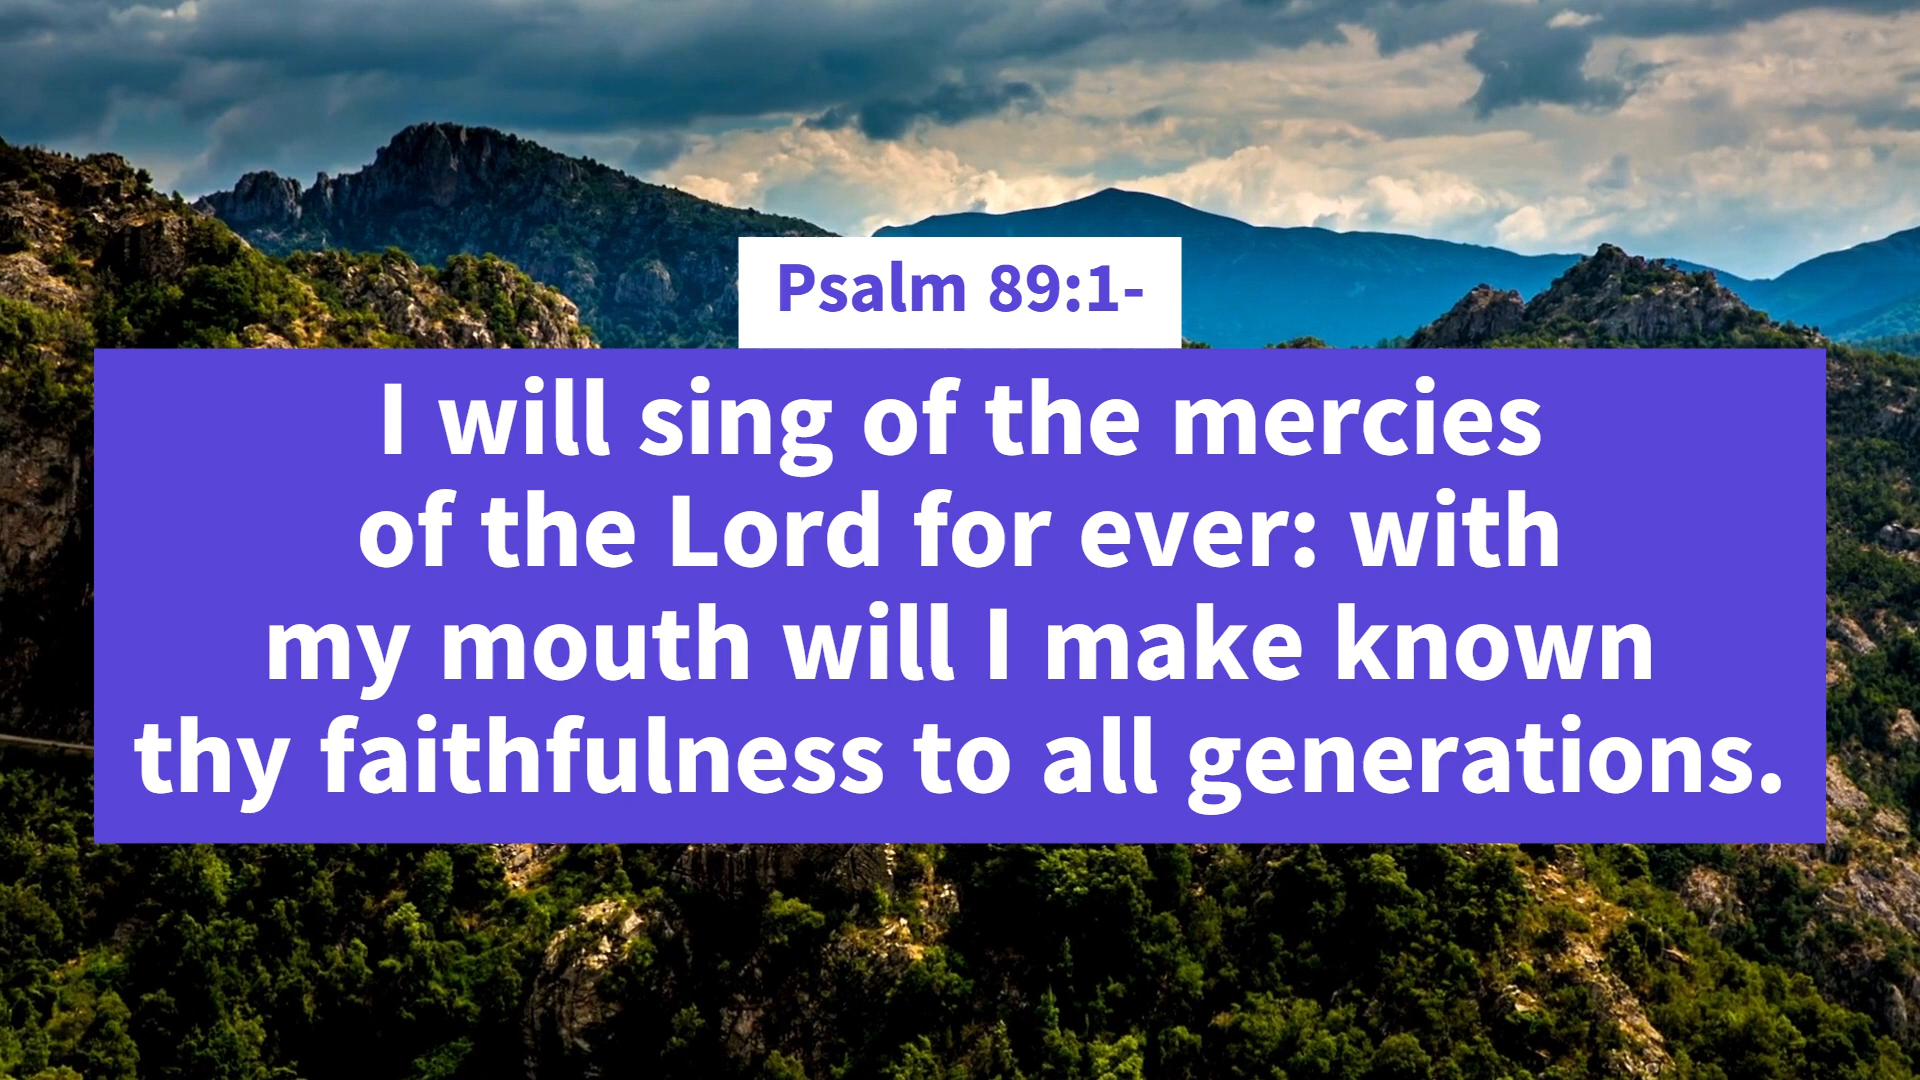 Psalm 89:1-
I will sing of the mercies
of the Lord for ever: with
my mouth will I make known
thy faithfulness to all generations.